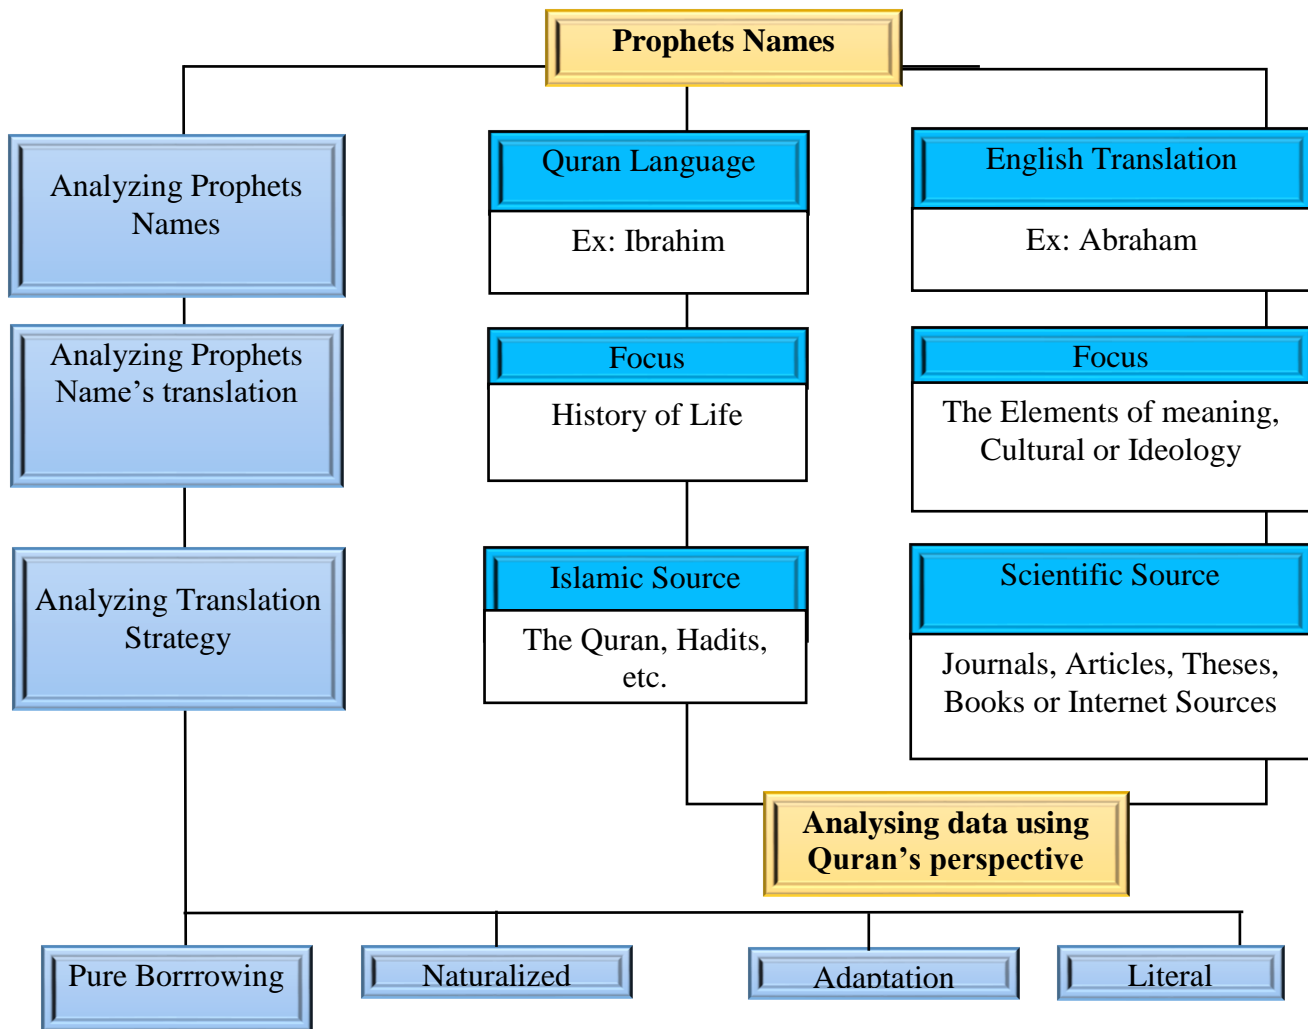 Prophets Names
Analyzing Prophets
Names
Quran Language
Ex: Ibrahim
English Translation
Ex: Abraham
Analyzing Prophets
Name’s translation
Focus
History of Life
Focus
The Elements of meaning,
Cultural or Ideology
Analyzing Translation
Strategy
Islamic Source
The Quran, Hadits,
etc.
Scientific Source
Journals, Articles, Theses,
Books or Internet Sources
Analysing data using
Quran’s perspective
Pure Borrrowing
Naturalized
Adaptation
Literal